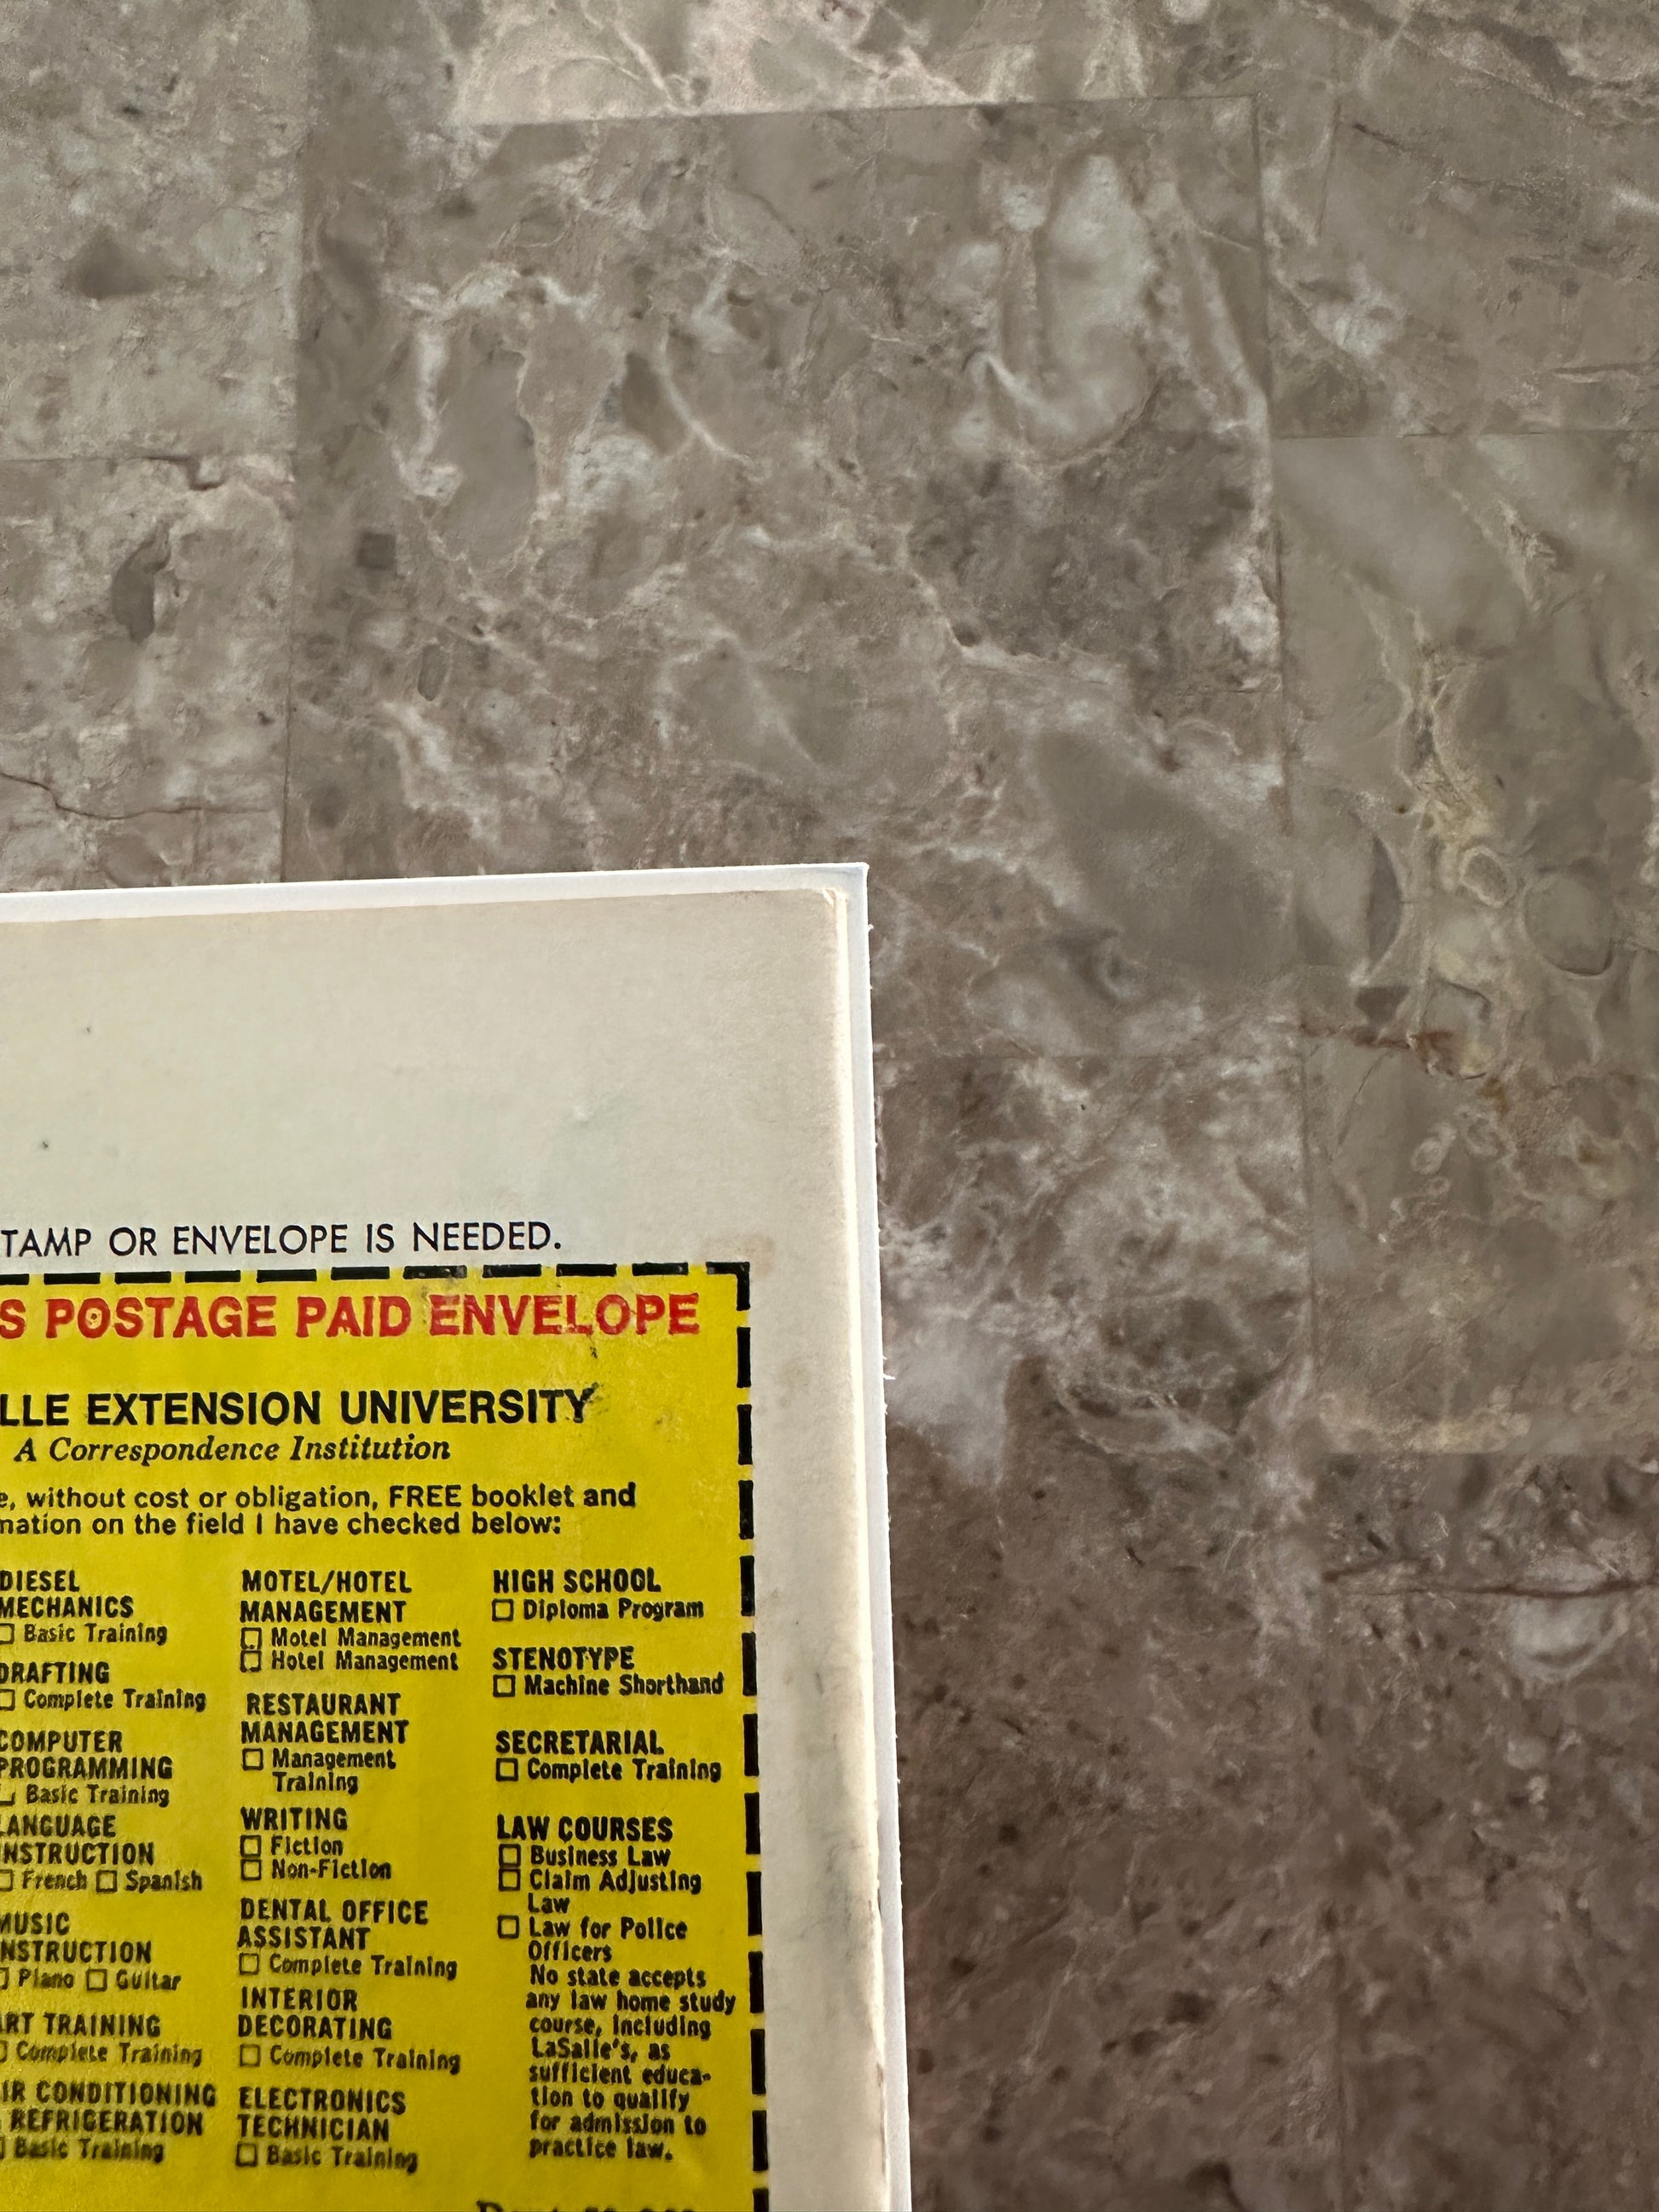 TAMP OR ENVELOPE IS NEEDED.
S POSTAGE PAID ENVELOPE
LLE EXTENSION UNIVERSITY
A Correspondence Institution
e, without cost or obligation, FREE booklet and
mation on the field I have checked below:
DIESEL
MECHANICS
Basic Training
DRAFTING
Complete Training
COMPUTER
PROGRAMMING
Basic Training
LANGUAGE
INSTRUCTION
French Spanish
MUSIC
INSTRUCTION
Piano Guitar
ART TRAINING
Complete Training
IR CONDITIONING
REFRIGERATION
Basic Training
MOTEL/HOTEL
MANAGEMENT
Motel Management
Hotel Management
RESTAURANT
MANAGEMENT
Management
Training
WRITING
Fiction
Non-Fiction
DENTAL OFFICE
ASSISTANT
Complete Training
INTERIOR
DECORATING
Complete Training
ELECTRONICS
TECHNICIAN
Basic Training
HIGH SCHOOL
Diploma Program
STENOTYPE
Machine Shorthand
SECRETARIAL
Complete Training
LAW COURSES
Business Law
Claim Adjusting
Law
Law for Police
Officers
No state accepts
any law home study
course, including
LaSalle's, as
sufficient educa-
tion to qualify
for admission to
practice law.